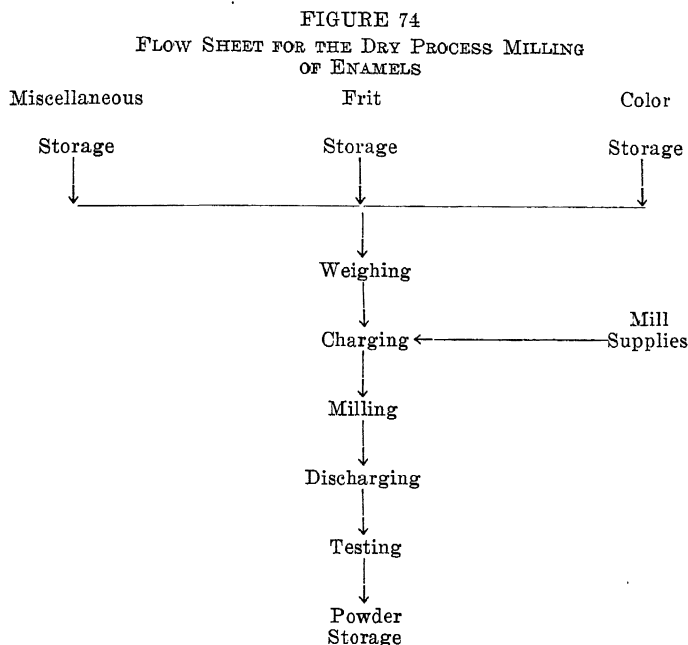 FIGURE 74
FLOW SHEET FOR THE DRY PROCESS MILLING
OF ENAMELS
Miscellaneous Frit Color
Storage Storage Storage
Weighing
Mill
Charging Supplies
Milling
Discharging
Testing
Powder
Storage